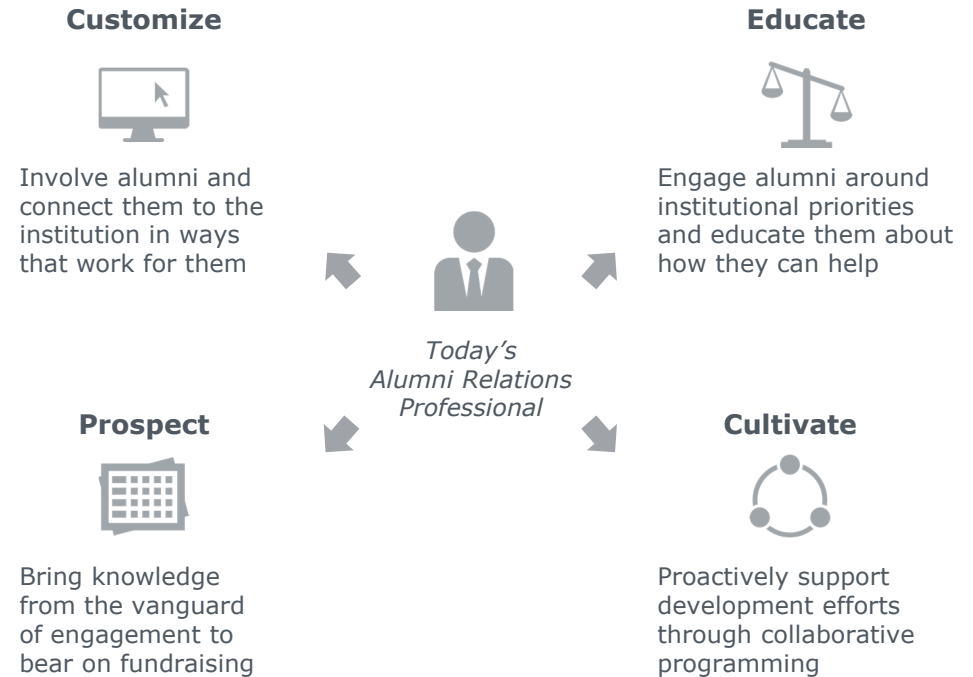 Customize
Involve alumni and
connect them to the
institution in ways
that work for them
Educate
Engage alumni around
institutional priorities
and educate them about
how they can help
Today's
Alumni Relations
Professional
Prospect
Bring knowledge
from the vanguard
of engagement to
bear on fundraising
Cultivate
Proactively support
development efforts
through collaborative
programming